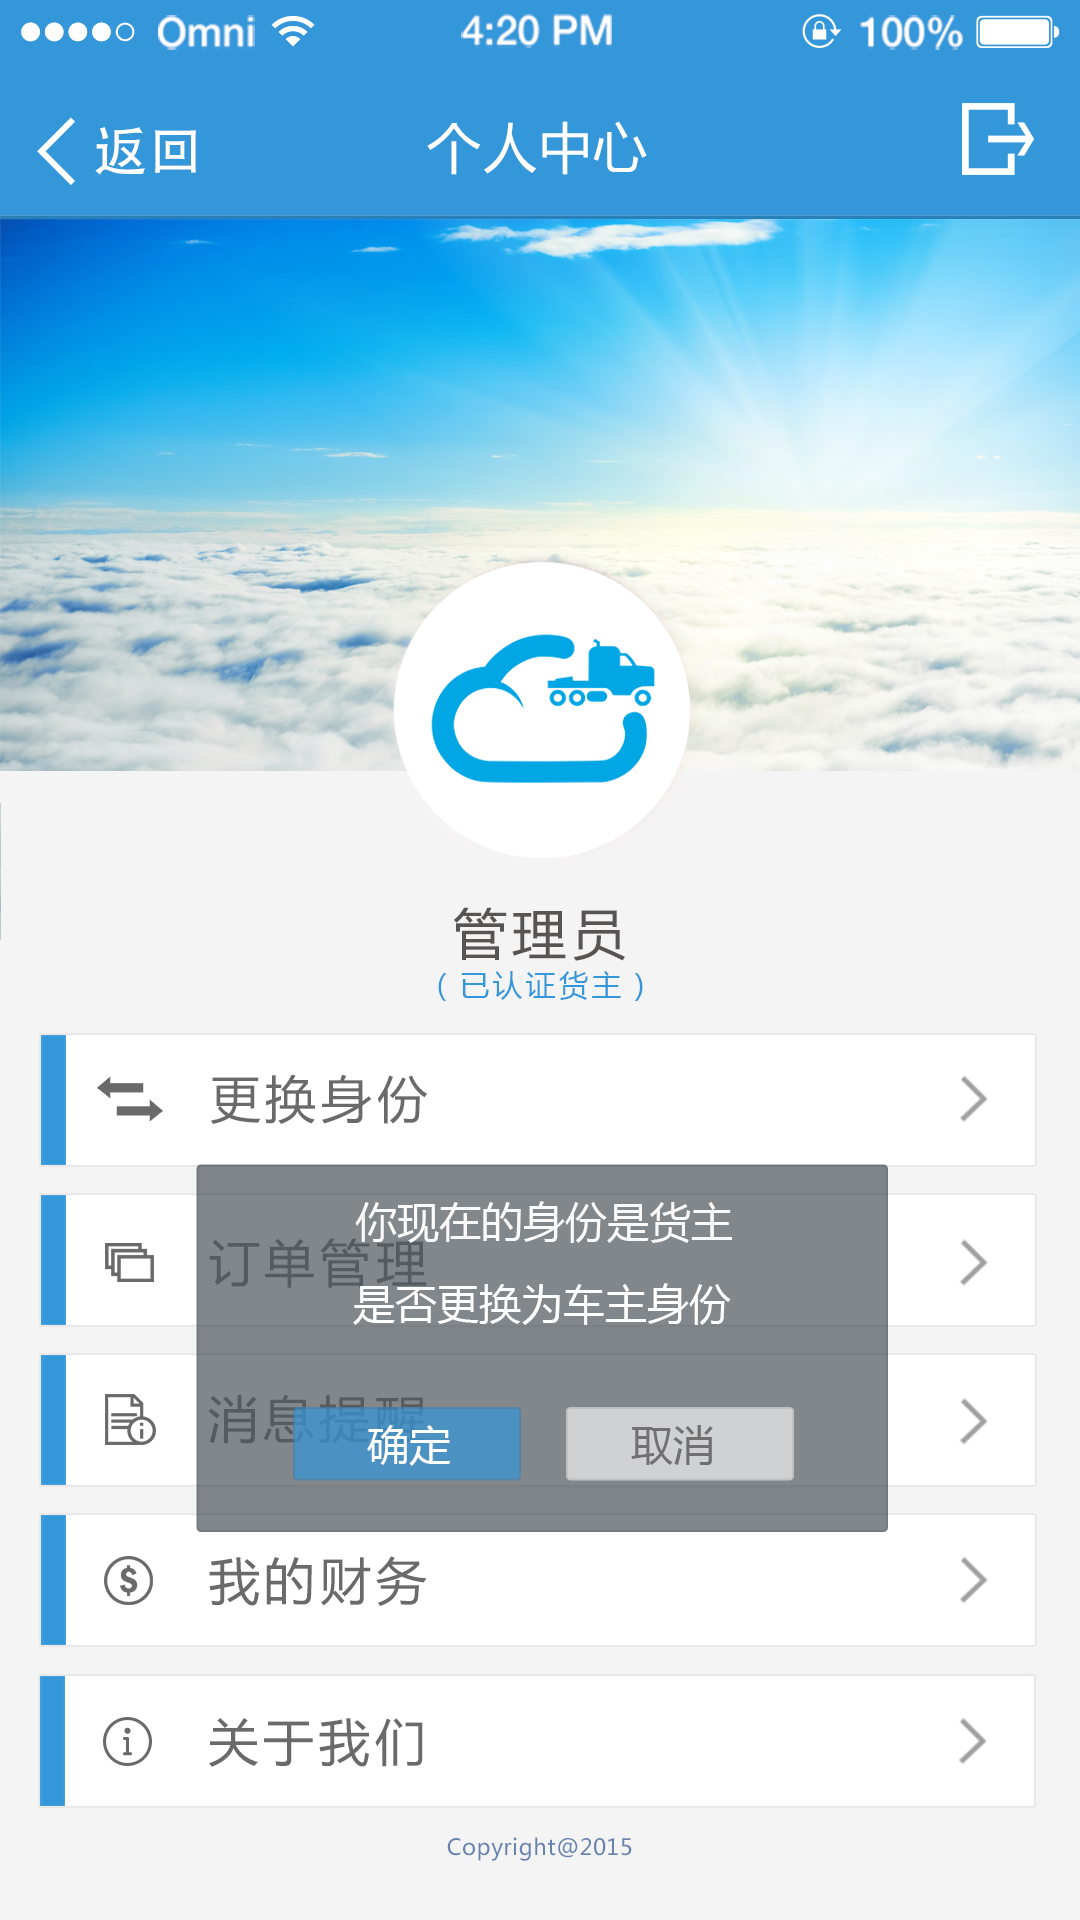 Omni
4:20 PM
100%
返回
个人中心
管理员
( 已认证货主 )
更换身份
你现在的身份是货主
订单管理
是否更换为车主身份
消息提醒
确定
取消
我的财务
关于我们
Copyright@2015